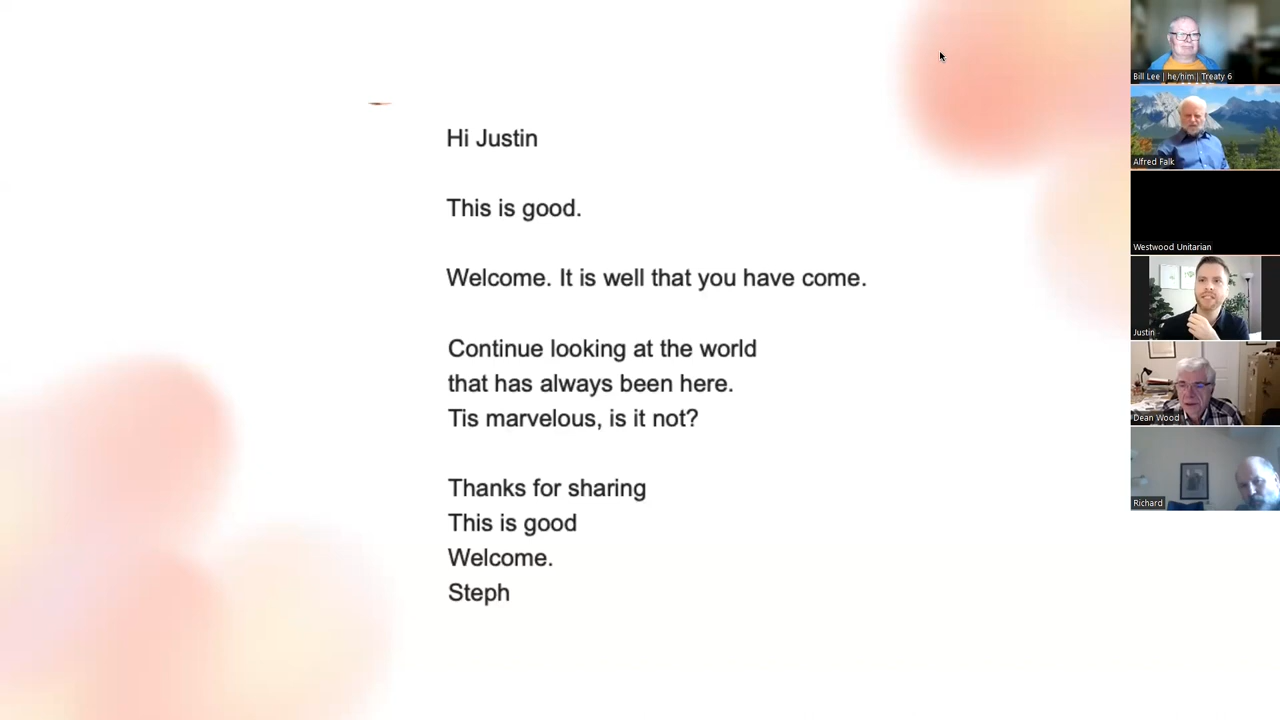 Hi Justin
This is good.
Welcome. It is well that you have come.
Continue looking at the world
that has always been here.
Tis marvelous, is it not?
Thanks for sharing
This is good
Welcome.
Steph
Bill Lee | he/him | Treaty 6
Alfred Falk
Westwood Unitarian
Justin
Dean Wood
Richard